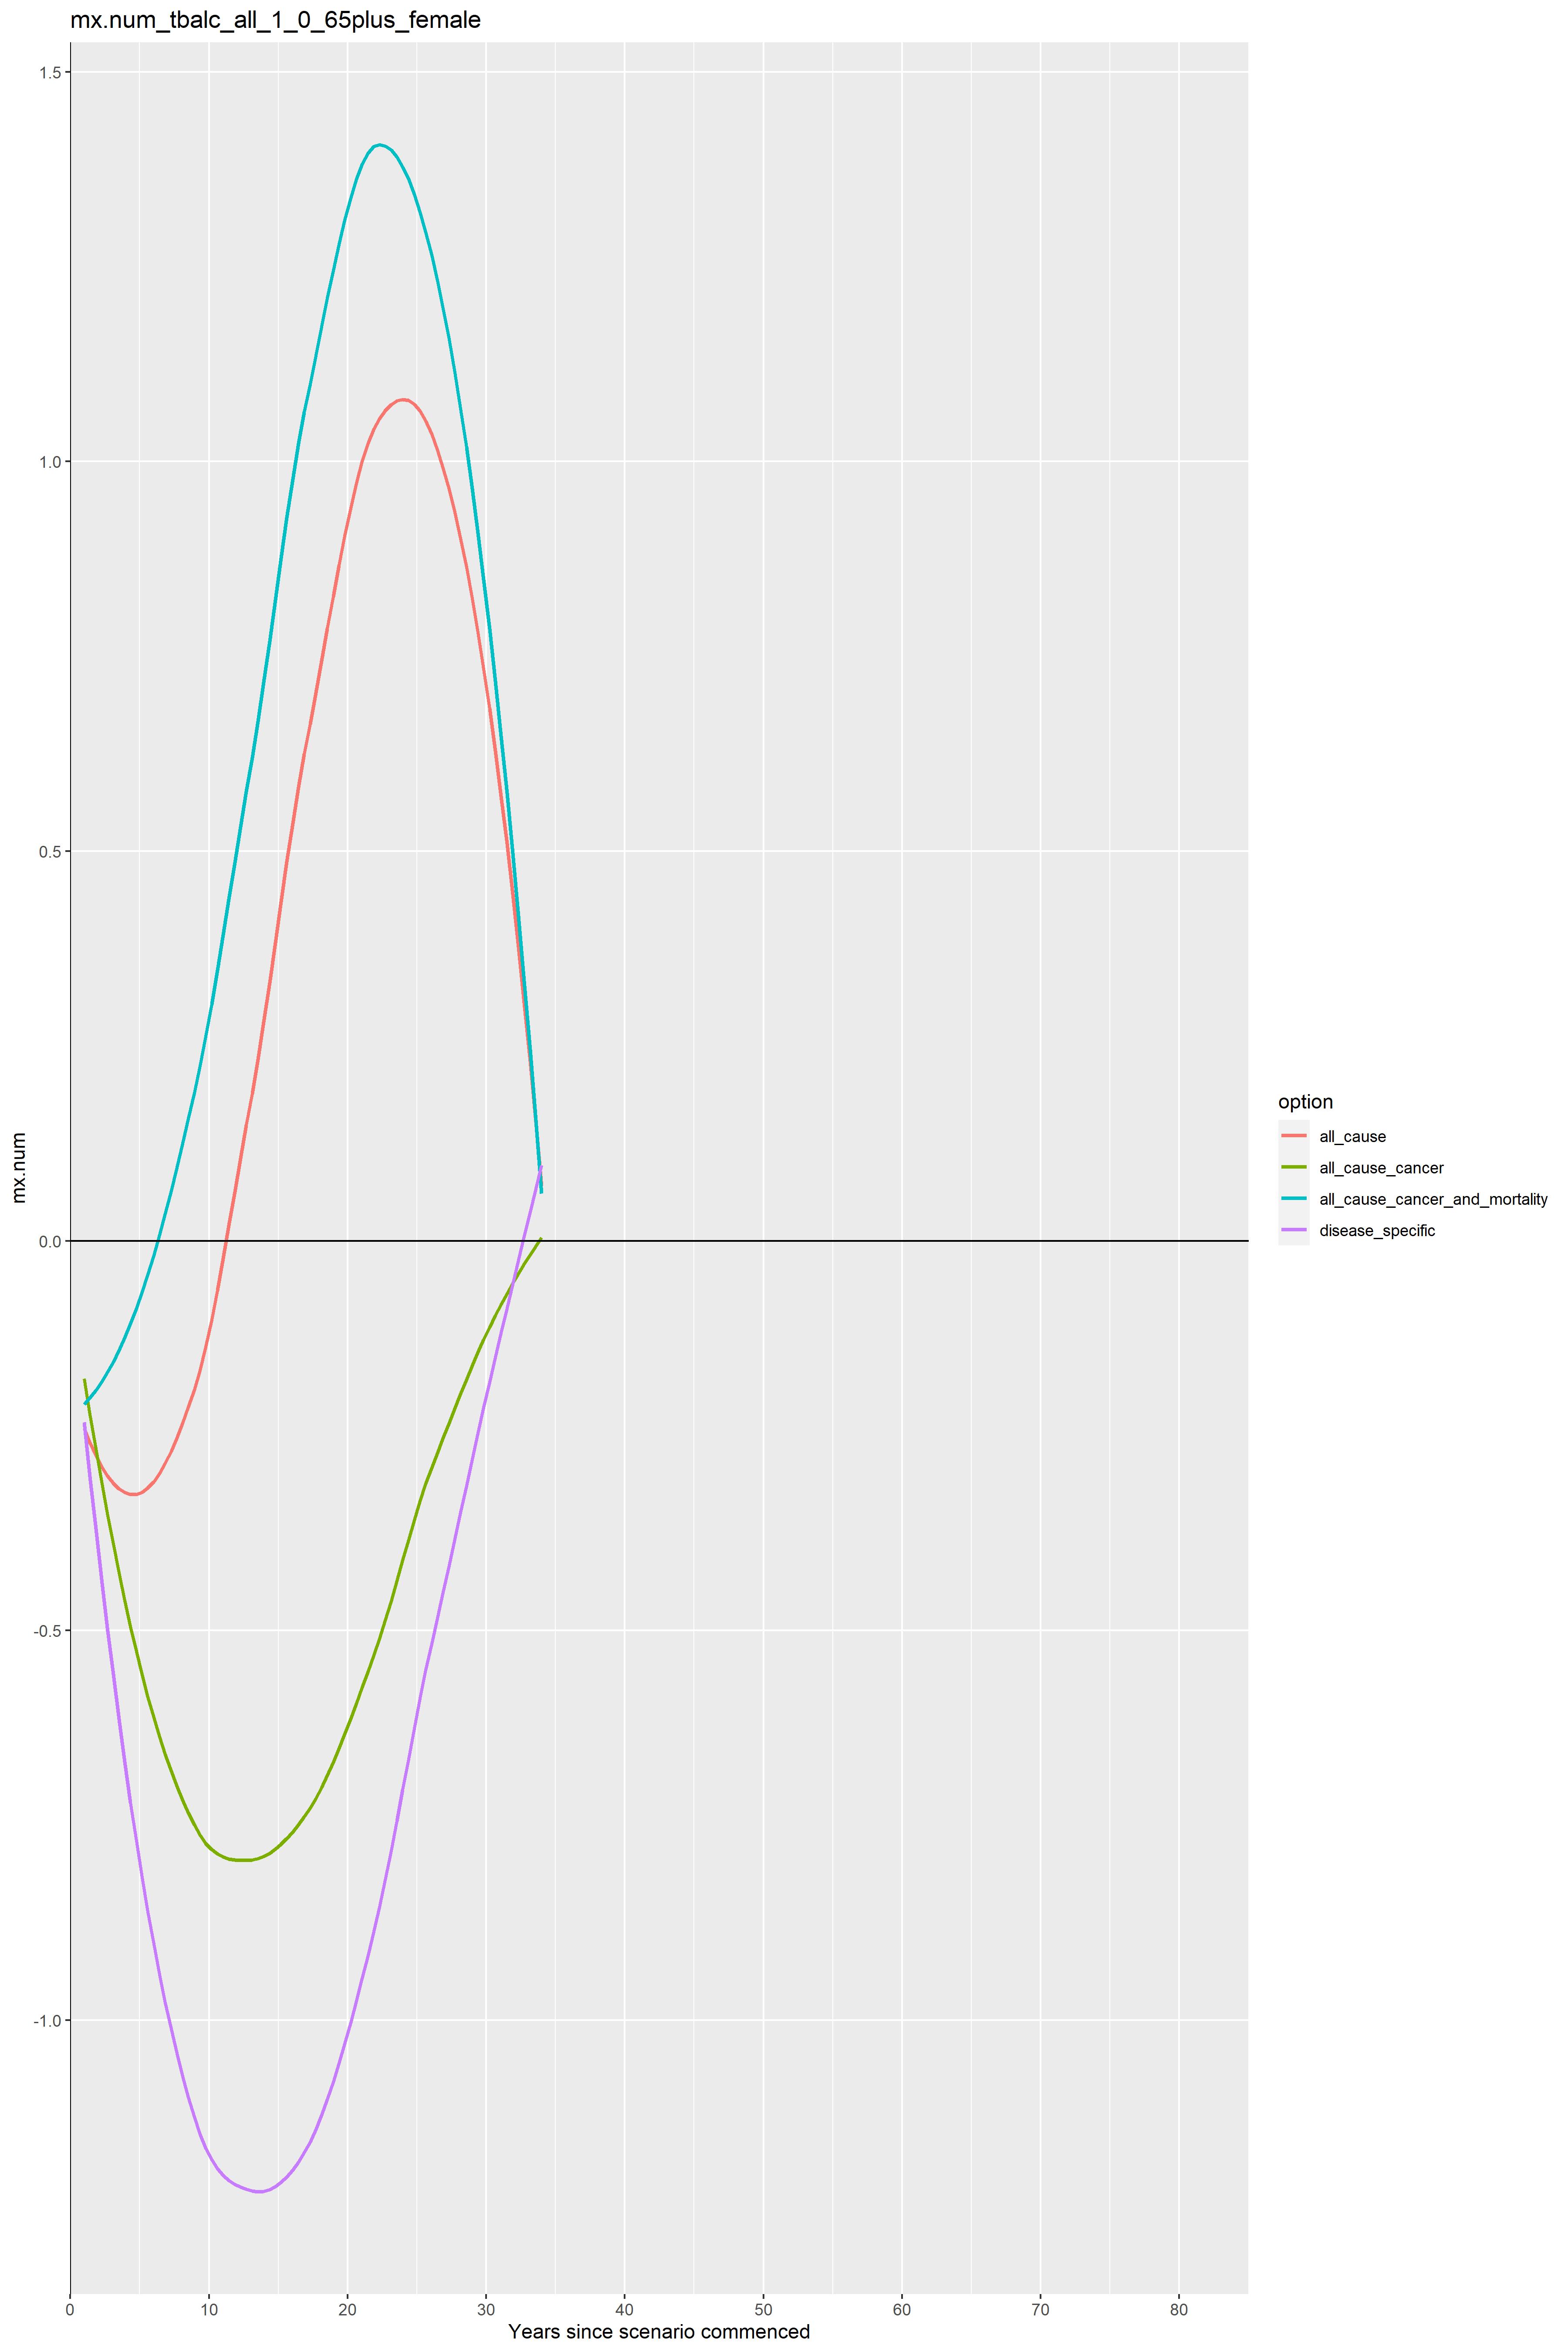 mx.num_tbalc_all_1_0_65plus_female
1.5
1.0
0.5
0.0
-0.5
-1.0
mx.num
0 10 20 30 40 50 60 70 80
Years since scenario commenced
option
all_cause
all_cause_cancer
all_cause_cancer_and_mortality
disease_specific